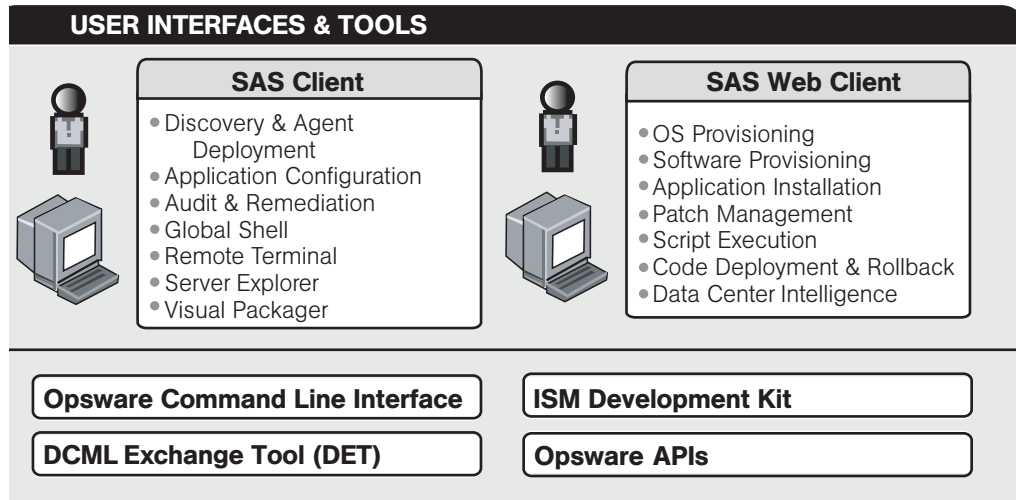 USER INTERFACES & TOOLS
SAS Client
• Discovery & Agent
Deployment
• Application Configuration
• Audit & Remediation
• Global Shell
• Remote Terminal
• Server Explorer
• Visual Packager
SAS Web Client
• OS Provisioning
• Software Provisioning
• Application Installation
• Patch Management
• Script Execution
• Code Deployment & Rollback
• Data Center Intelligence
Opsware Command Line Interface
ISM Development Kit
DCML Exchange Tool (DET)
Opsware APIs